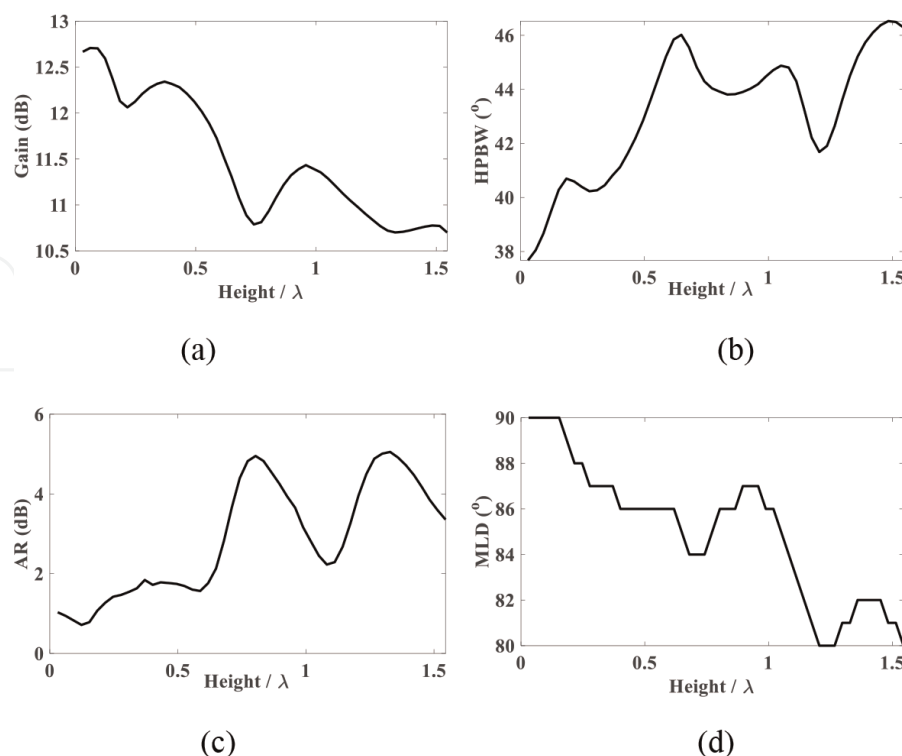 13
12.5
12
11.5
11
10.5
Gain (dB)
0 0.5 1 1.5
Height / λ
(a)
46
44
42
40
38
HPBW (°)
0 0.5 1 1.5
Height / λ
(b)
6
4
2
0
AR (dB)
0 0.5 1 1.5
Height / λ
(c)
90
88
86
84
82
80
MLD (°)
0 0.5 1 1.5
Height / λ
(d)